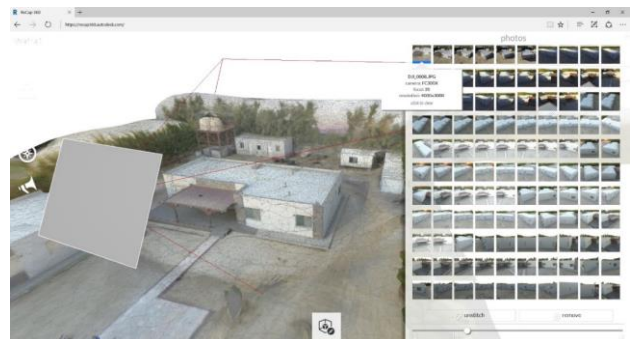 ReCap 360
https://recap360.autodesk.com/
photos
DJI_0006.JPG
camera: FC300X
focal: 35
resolution: 4000x3000
click to view
unstitch
remove